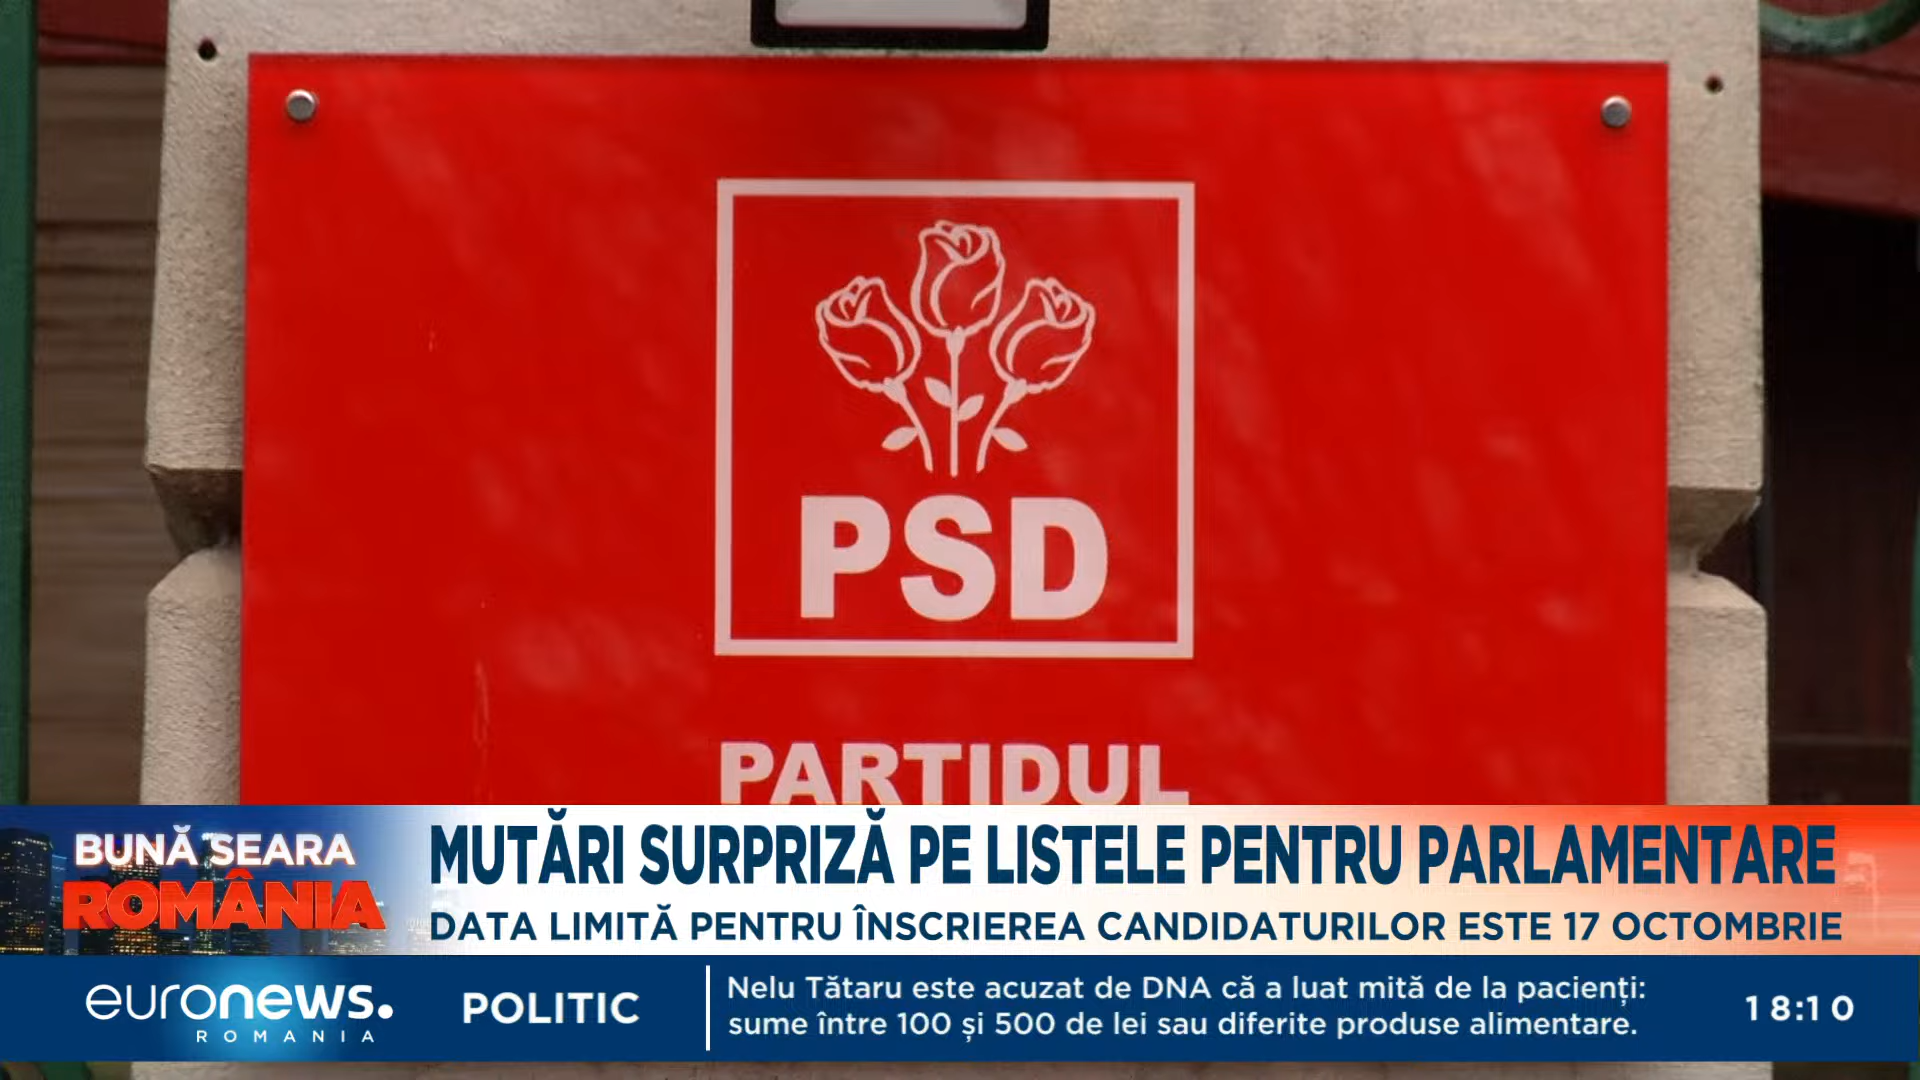 PSD
PARTIDUL
BUNĂ SEARA
ROMÂNIA
MUTĂRI SURPRIZĂ PE LISTELE PENTRU PARLAMENTARE
DATA LIMITĂ PENTRU ÎNSCRIEREA CANDIDATURILOR ESTE 17 OCTOMBRIE
euronews.
ROMANIA
POLITIC
Nelu Tătaru este acuzat de DNA că a luat mită de la pacienți:
sume între 100 și 500 de lei sau diferite produse alimentare.
18:10